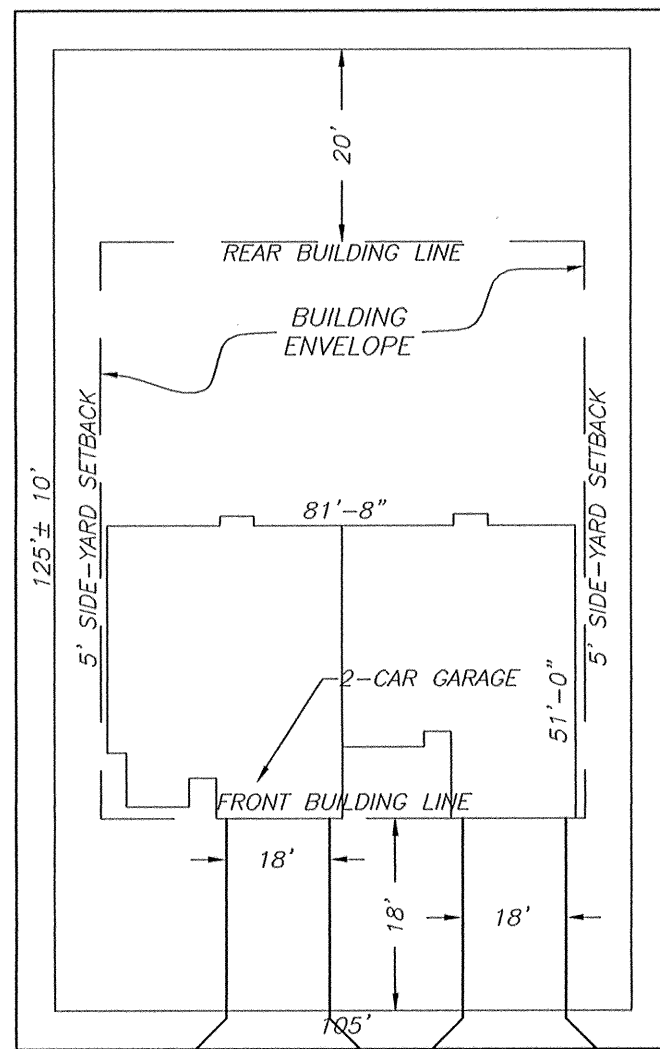 20'
REAR BUILDING LINE
BUILDING
ENVELOPE
5' SIDE-YARD SETBACK
5' SIDE-YARD SETBACK
125'± 10'
81'-8"
2-CAR GARAGE
51'-0"
FRONT BUILDING LINE
18'
18'
18'
105'